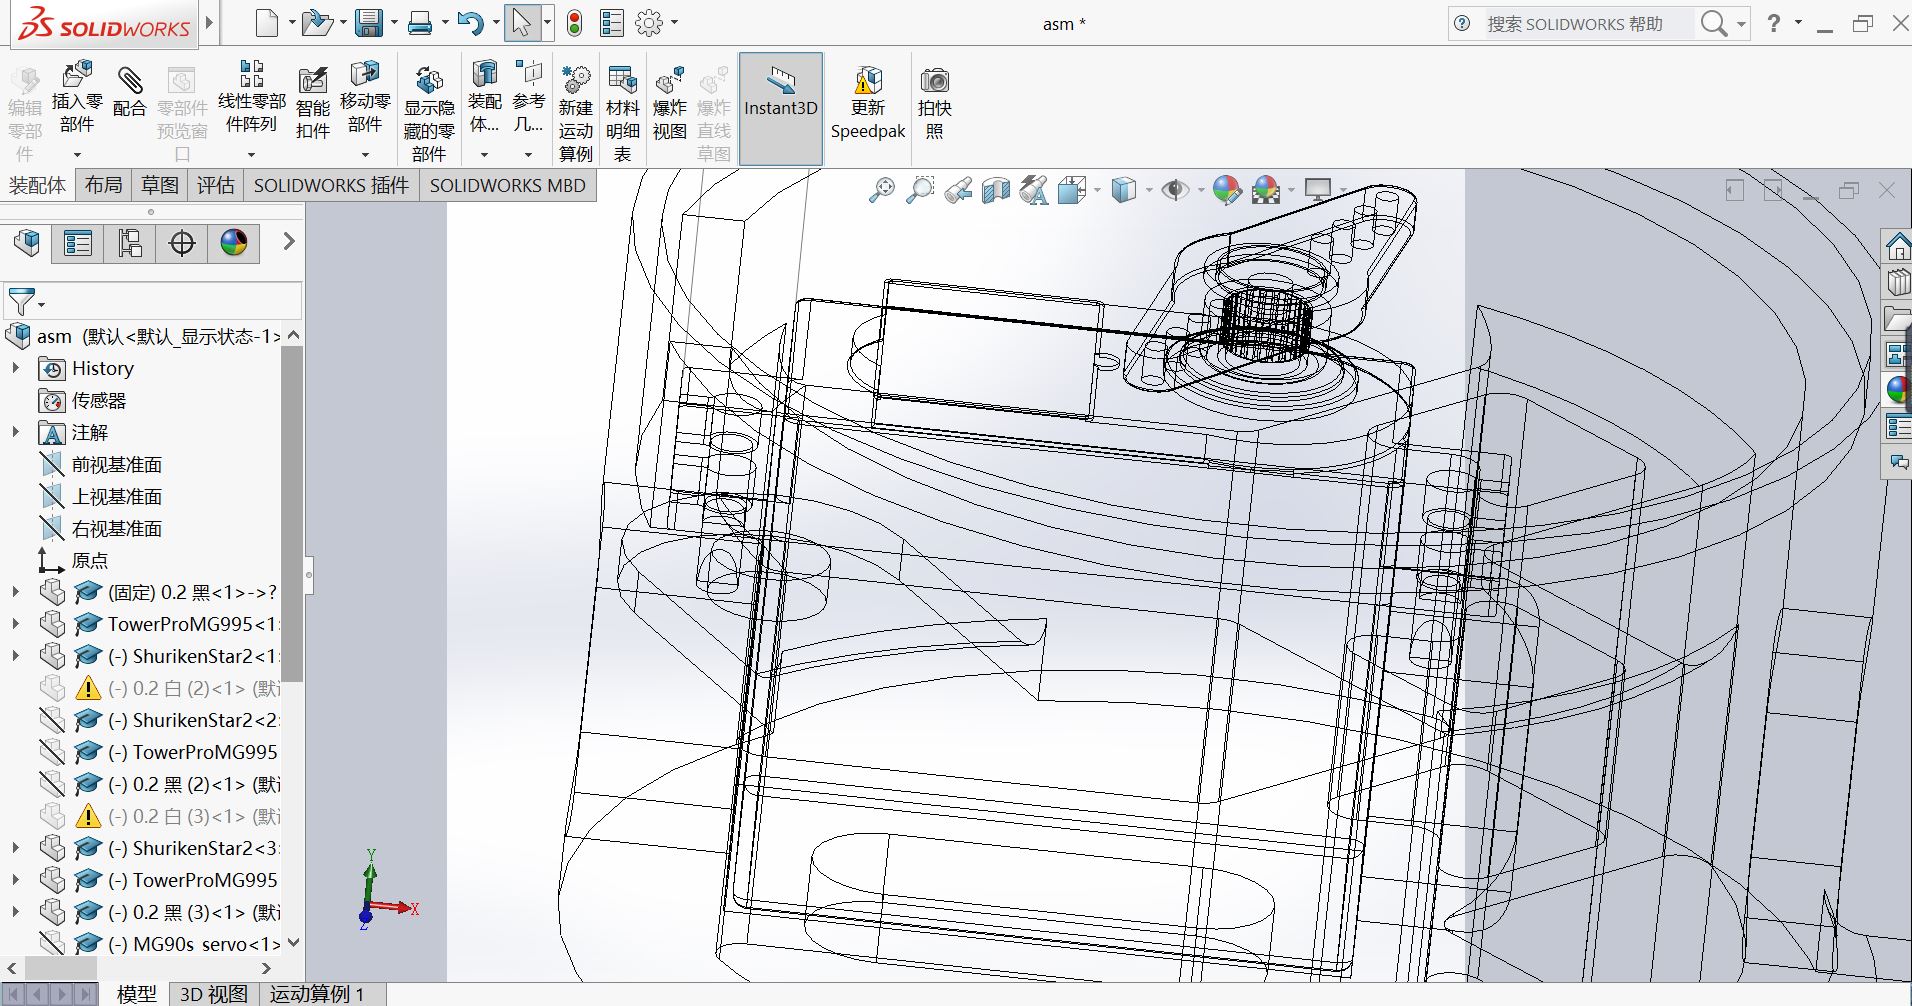 SOLIDWORKS
asm *
搜索 SOLIDWORKS 帮助
编辑零部件
插入零部件
配合
零部件预览窗口
线性零部件阵列
智能扣件
移动零部件
显示隐藏的零部件
装配体...
参考几...
新建运动算例
材料明细表
爆炸视图
爆炸直线草图
Instant3D
更新 Speedpak
拍快照
装配体
布局
草图
评估
SOLIDWORKS 插件
SOLIDWORKS MBD
asm (默认<默认_显示状态-1>
History
传感器
注解
前视基准面
上视基准面
右视基准面
原点
(固定) 0.2 黑<1>->?
TowerProMG995<1
(-) ShurikenStar2<1
(-) 0.2 白 (2)<1> (默
(-) ShurikenStar2<2
(-) TowerProMG995
(-) 0.2 黑 (2)<1> (默
(-) 0.2 白 (3)<1> (默
(-) ShurikenStar2<3
(-) TowerProMG995
(-) 0.2 黑 (3)<1> (默
(-) MG90s servo<1>
Y
X
Z
模型
3D 视图
运动算例 1